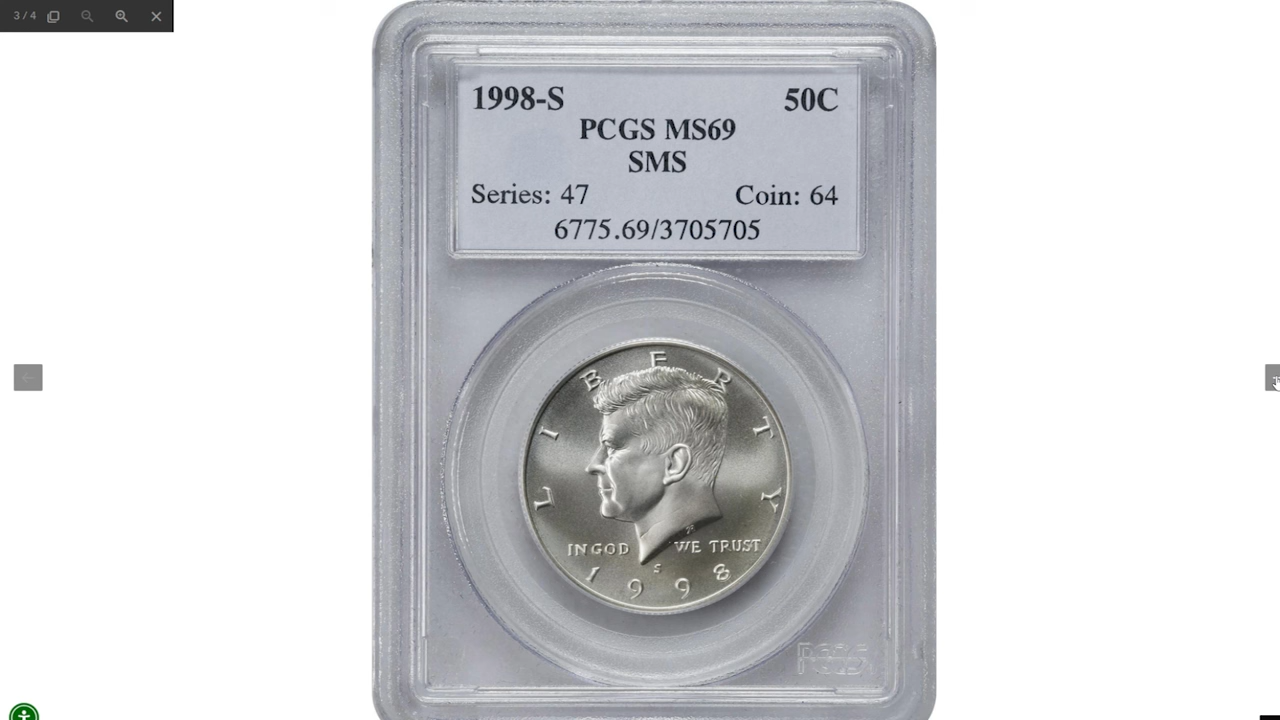 3 / 4
1998-S 50C
PCGS MS69
SMS
Series: 47 Coin: 64
6775.69/3705705
LIBERTY
IN GOD WE TRUST
S
1998
PCGS